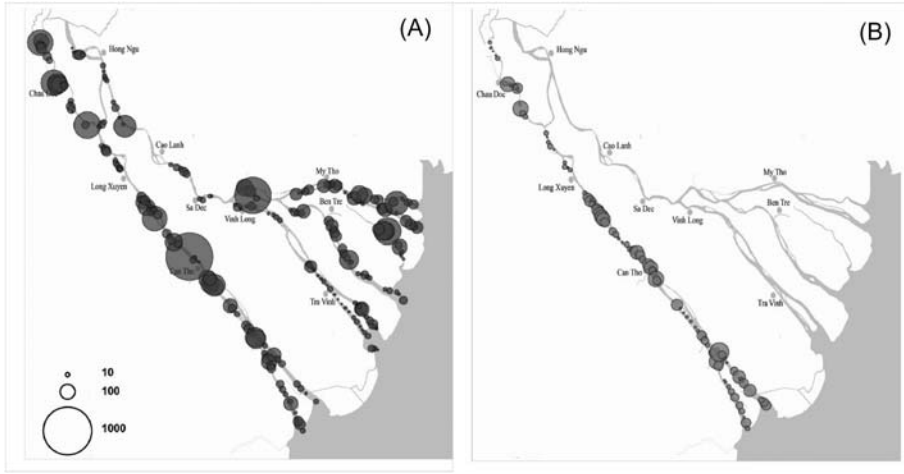 (A)
Hong Ngu
Cao Lanh
Long Xuyen
Sa Dec
Vinh Long
My Tho
Ben Tre
Can Tho
Tra Vinh
10
100
1000
(B)
Hong Ngu
Chau Doc
Cao Lanh
Long Xuyen
Sa Dec
Vinh Long
My Tho
Ben Tre
Can Tho
Tra Vinh